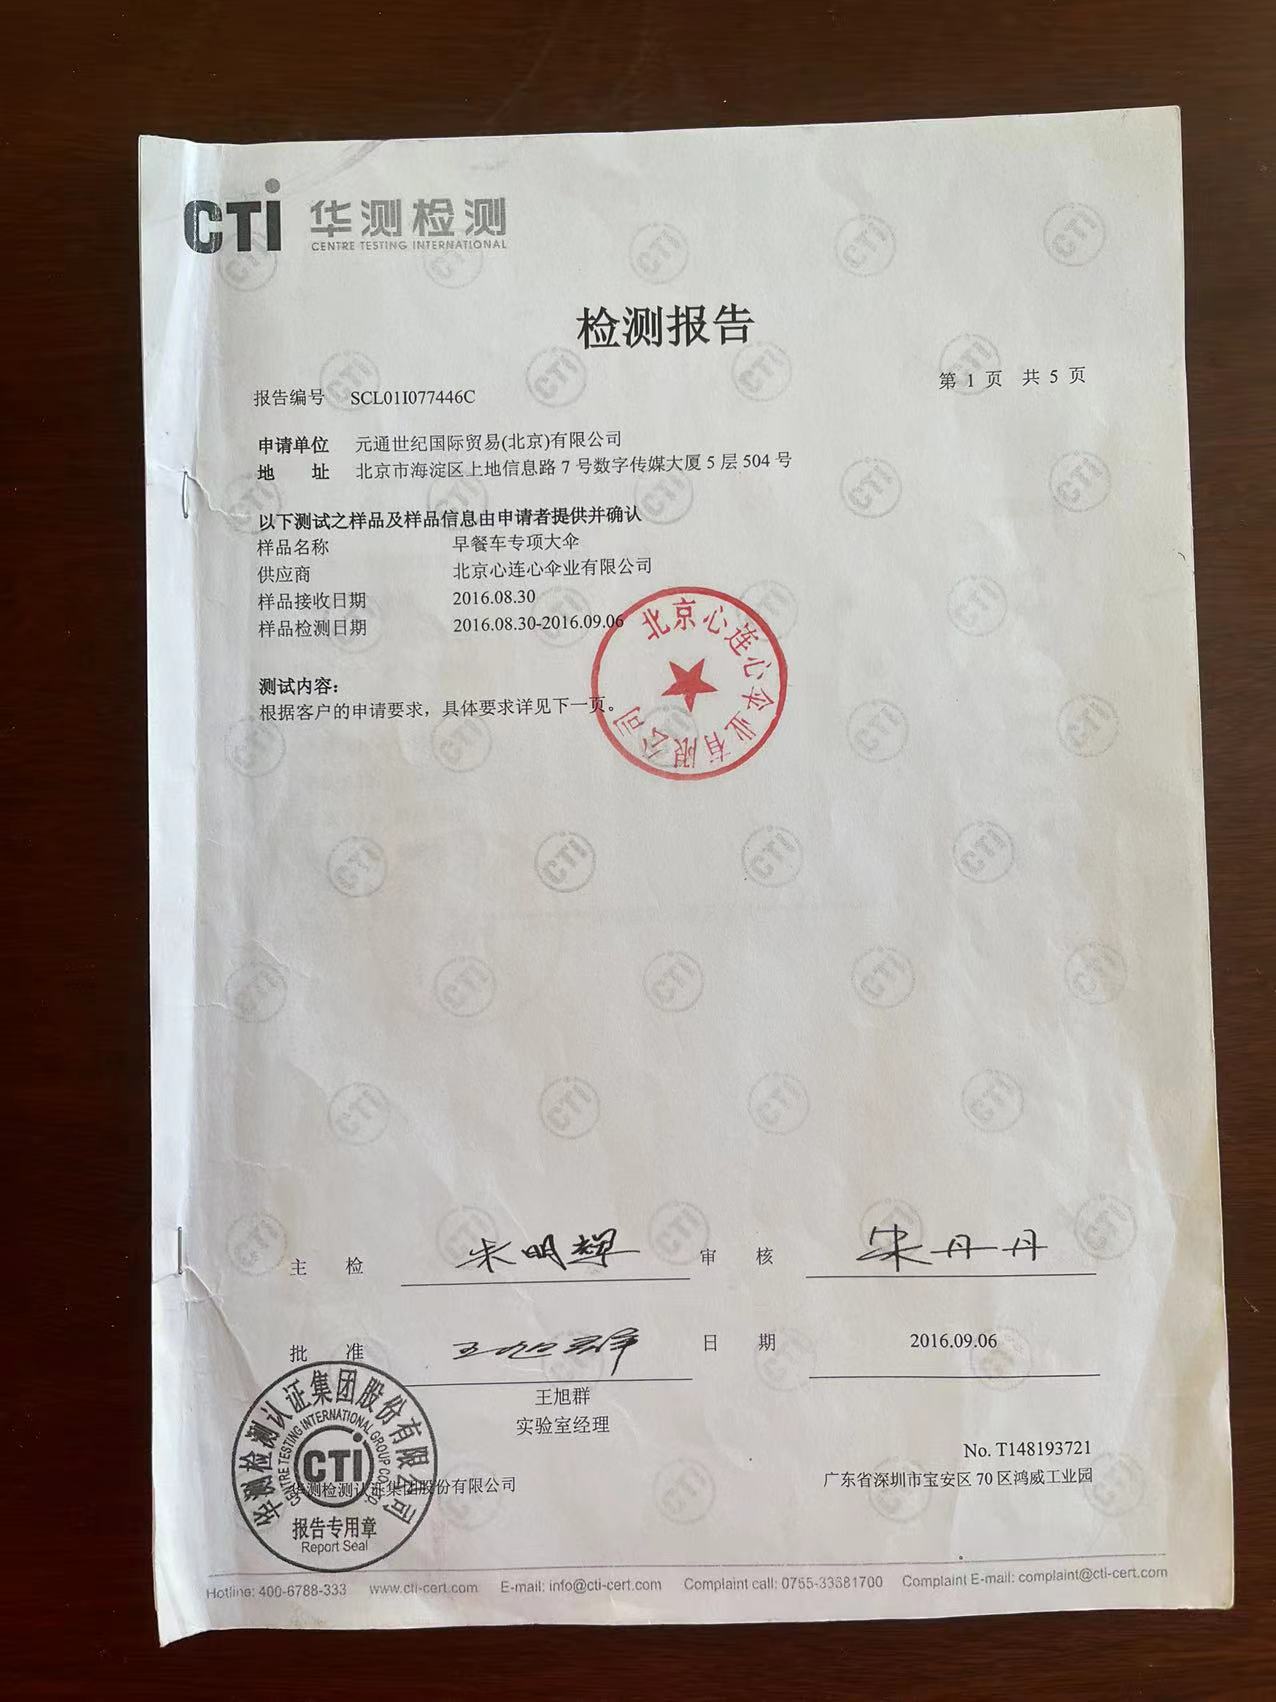 CTi 华测检测
CENTRE TESTING INTERNATIONAL
检测报告
第 1 页 共 5 页
报告编号 SCL01I077446C
申请单位 元通世纪国际贸易(北京)有限公司
地 址 北京市海淀区上地信息路 7 号数字传媒大厦 5 层 504 号
以下测试之样品及样品信息由申请者提供并确认
样品名称 早餐车专项大伞
供应商 北京心连心伞业有限公司
样品接收日期 2016.08.30
样品检测日期 2016.08.30-2016.09.06
北京心连心伞业有限公司
测试内容：
根据客户的申请要求，具体要求详见下一页。
主 检 朱明辉 审 核 宋丹丹
批 准 日 期 2016.09.06
王旭群
实验室经理
No. T148193721
华测检测认证集团股份有限公司 广东省深圳市宝安区 70 区鸿威工业园
华测检测认证集团股份有限公司
CENTRE TESTING INTERNATIONAL GROUP CO., LTD.
CTi
报告专用章
Report Seal
Hotline: 400-6788-333 www.cti-cert.com E-mail: info@cti-cert.com Complaint call: 0755-33681700 Complaint E-mail: complaint@cti-cert.com